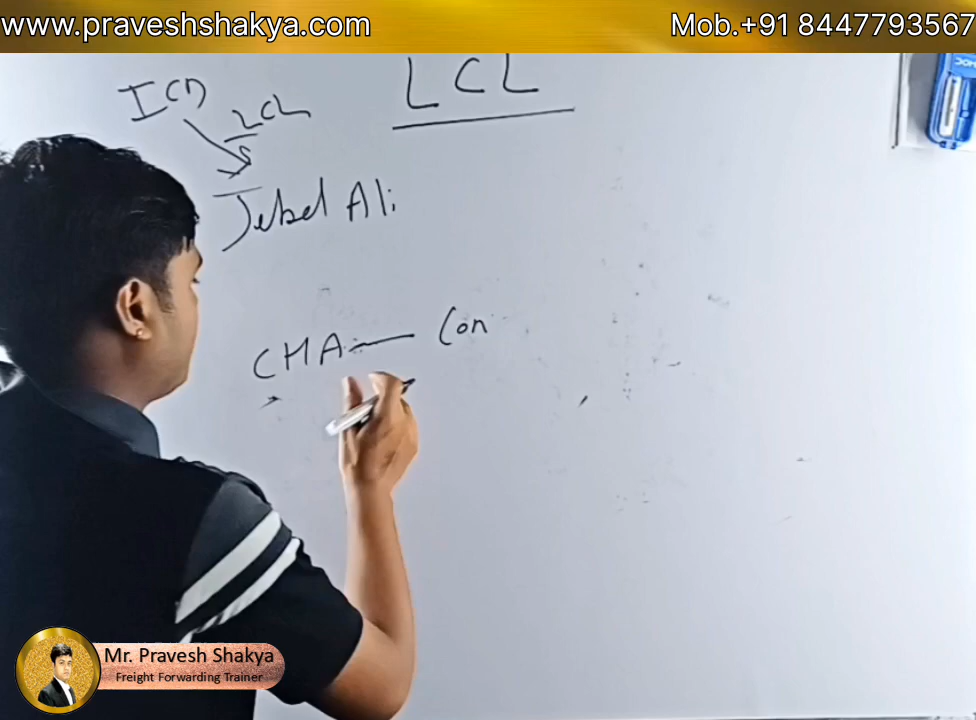 www.praveshshakya.com Mob.+91 8447793567
LCL
ICD
LCL
Jebel Ali
CHA — Con
Mr. Pravesh Shakya
Freight Forwarding Trainer